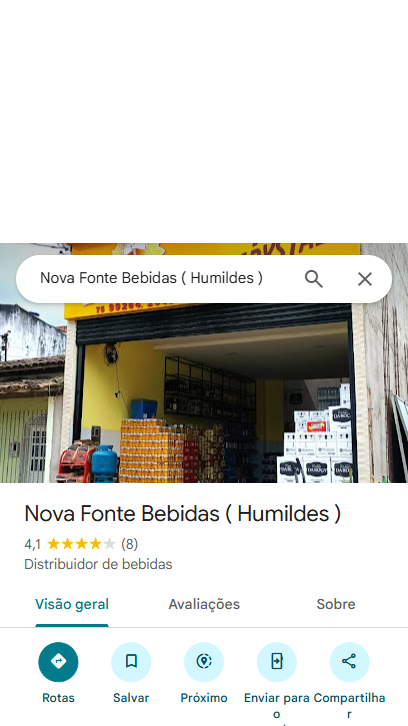 Nova Fonte Bebidas ( Humildes )
Nova Fonte Bebidas ( Humildes )
4,1 (8)
Distribuidor de bebidas
Visão geral
Avaliações
Sobre
Rotas
Salvar
Próximo
Enviar para o
Compartilhar